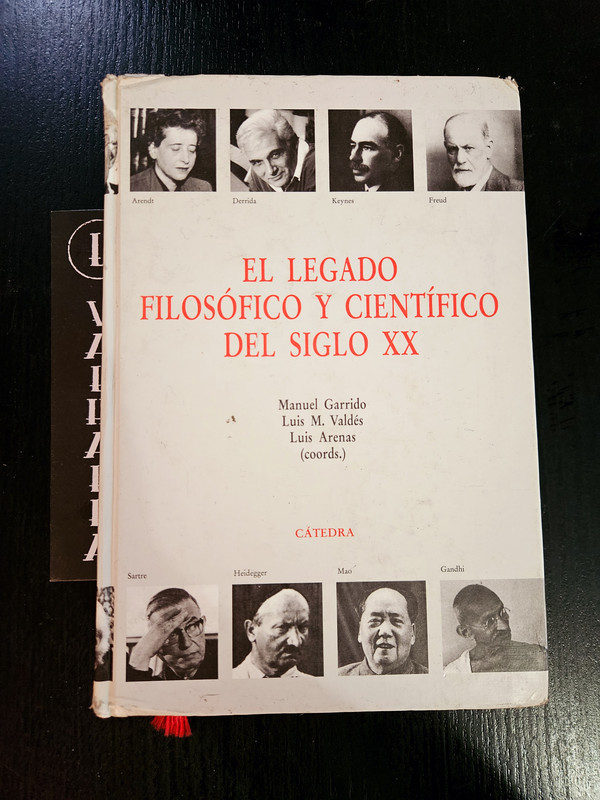 Arendt Derrida Keynes Freud
EL LEGADO
FILOSÓFICO Y CIENTÍFICO
DEL SIGLO XX
Manuel Garrido
Luis M. Valdés
Luis Arenas
(coords.)
CÁTEDRA
Sartre Heidegger Mao Gandhi